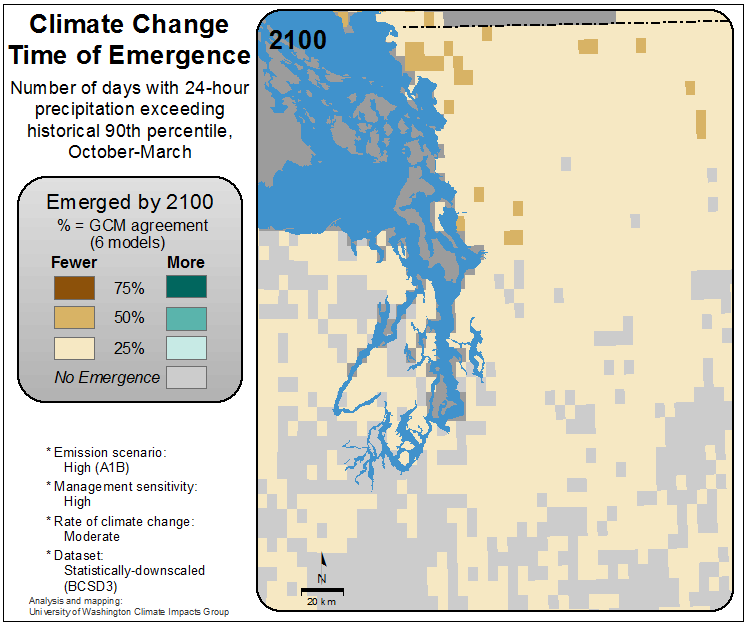 Climate Change
Time of Emergence
Number of days with 24-hour
precipitation exceeding
historical 90th percentile,
October-March
Emerged by 2100
% = GCM agreement
(6 models)
Fewer More
75%
50%
25%
No Emergence
* Emission scenario:
High (A1B)
* Management sensitivity:
High
* Rate of climate change:
Moderate
* Dataset:
Statistically-downscaled
(BCSD3)
Analysis and mapping:
University of Washington Climate Impacts Group
2100
N
20 km